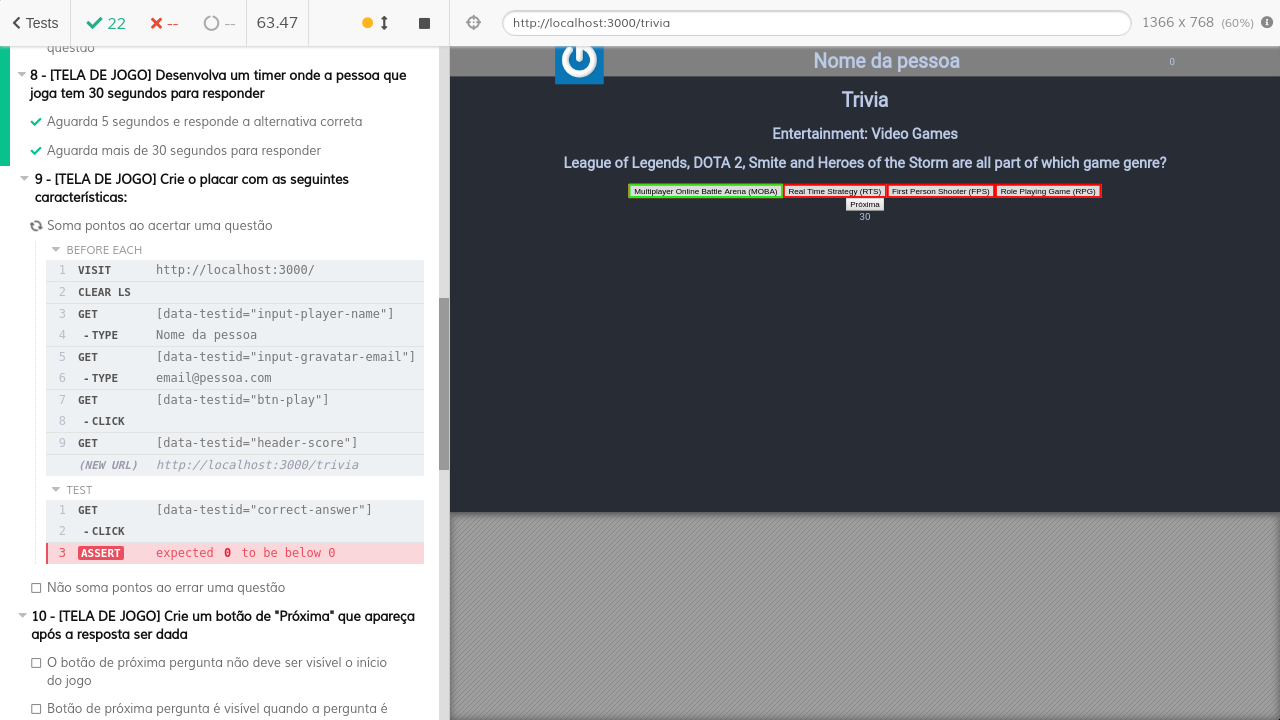 Tests
22
--
--
63.47
http://localhost:3000/trivia
1366 x 768 (60%)
questão
8 - [TELA DE JOGO] Desenvolva um timer onde a pessoa que
joga tem 30 segundos para responder
Aguarda 5 segundos e responde a alternativa correta
Aguarda mais de 30 segundos para responder
9 - [TELA DE JOGO] Crie o placar com as seguintes
características:
Soma pontos ao acertar uma questão
BEFORE EACH
1 VISIT http://localhost:3000/
2 CLEAR LS
3 GET [data-testid="input-player-name"]
4 - TYPE Nome da pessoa
5 GET [data-testid="input-gravatar-email"]
6 - TYPE email@pessoa.com
7 GET [data-testid="btn-play"]
8 - CLICK
9 GET [data-testid="header-score"]
(NEW URL) http://localhost:3000/trivia
TEST
1 GET [data-testid="correct-answer"]
2 - CLICK
3 ASSERT expected 0 to be below 0
Não soma pontos ao errar uma questão
10 - [TELA DE JOGO] Crie um botão de "Próxima" que apareça
após a resposta ser dada
O botão de próxima pergunta não deve ser visível o início
do jogo
Botão de próxima pergunta é visível quando a pergunta é
Nome da pessoa
0
Trivia
Entertainment: Video Games
League of Legends, DOTA 2, Smite and Heroes of the Storm are all part of which game genre?
Multiplayer Online Battle Arena (MOBA) Real Time Strategy (RTS) First Person Shooter (FPS) Role Playing Game (RPG)
Próxima
30